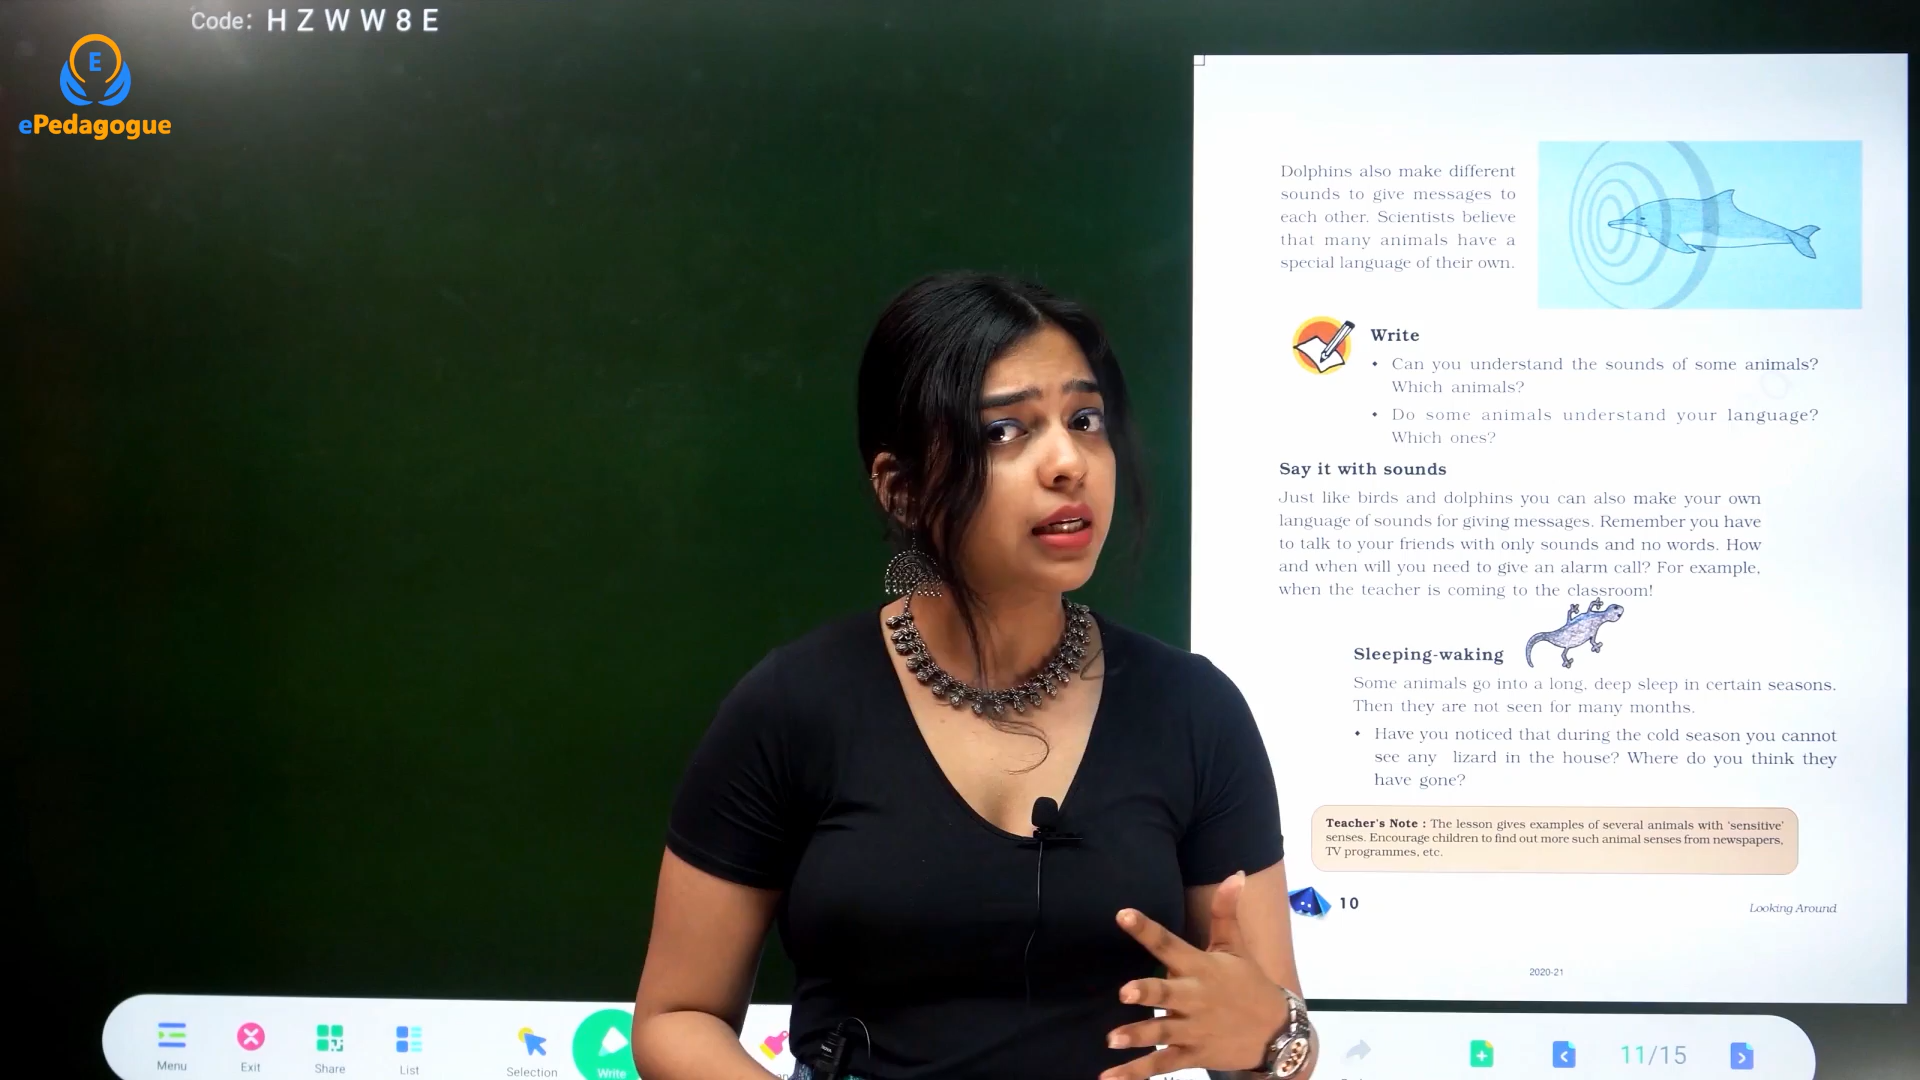 Code: HZWW8E
E
ePedagogue
Dolphins also make different
sounds to give messages to
each other. Scientists believe
that many animals have a
special language of their own.
Write
• Can you understand the sounds of some animals?
Which animals?
• Do some animals understand your language?
Which ones?
Say it with sounds
Just like birds and dolphins you can also make your own
language of sounds for giving messages. Remember you have
to talk to your friends with only sounds and no words. How
and when will you need to give an alarm call? For example,
when the teacher is coming to the classroom!
Sleeping-waking
Some animals go into a long, deep sleep in certain seasons.
Then they are not seen for many months.
• Have you noticed that during the cold season you cannot
see any lizard in the house? Where do you think they
have gone?
Teacher's Note : The lesson gives examples of several animals with 'sensitive'
senses. Encourage children to find out more such animal senses from newspapers,
TV programmes, etc.
10
Looking Around
2020-21
Menu
Exit
Share
List
Selection
Write
11/15